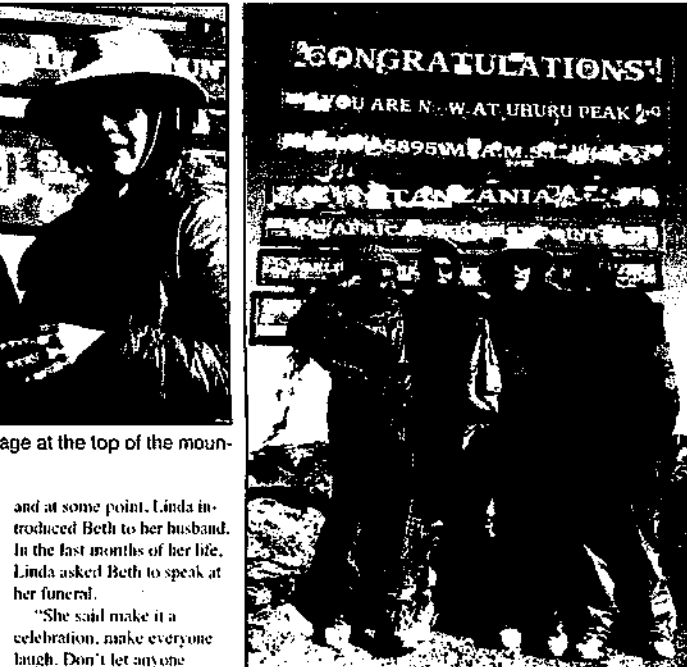 CONGRATULATIONS!
YOU ARE N W AT UHURU PEAK
5895 M A.M.S.L.
TANZANIA
AFRICA
age at the top of the moun-
and at some point, Linda in-
troduced Beth to her husband.
In the last months of her life,
Linda asked Beth to speak at
her funeral.
“She said make it a
celebration, make everyone
laugh. Don't let anyone